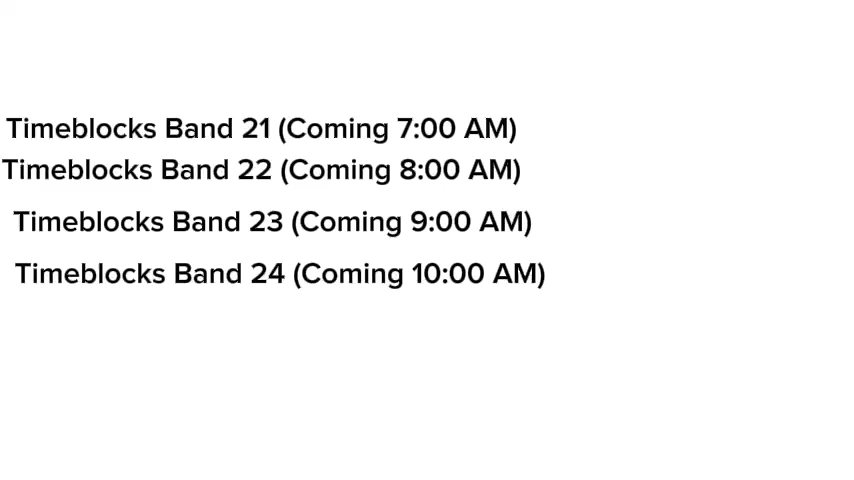 Timeblocks Band 21 (Coming 7:00 AM)
Timeblocks Band 22 (Coming 8:00 AM)
Timeblocks Band 23 (Coming 9:00 AM)
Timeblocks Band 24 (Coming 10:00 AM)